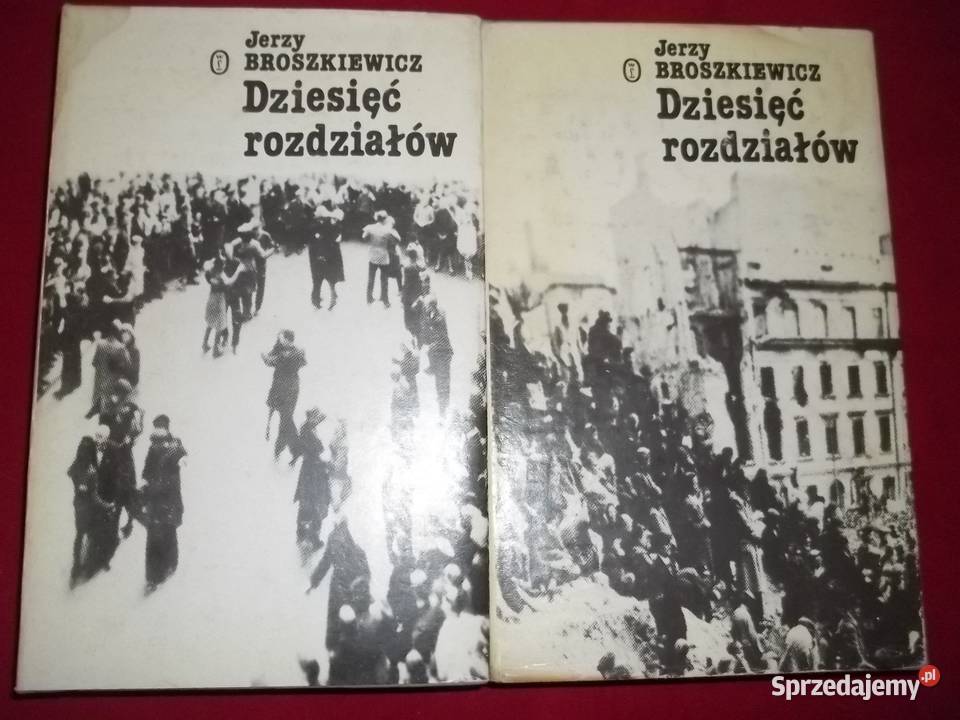 Jerzy
BROSZKIEWICZ
Dziesięć
rozdziałów
Jerzy
BROSZKIEWICZ
Dziesięć
rozdziałów
Sprzedajemy.pl